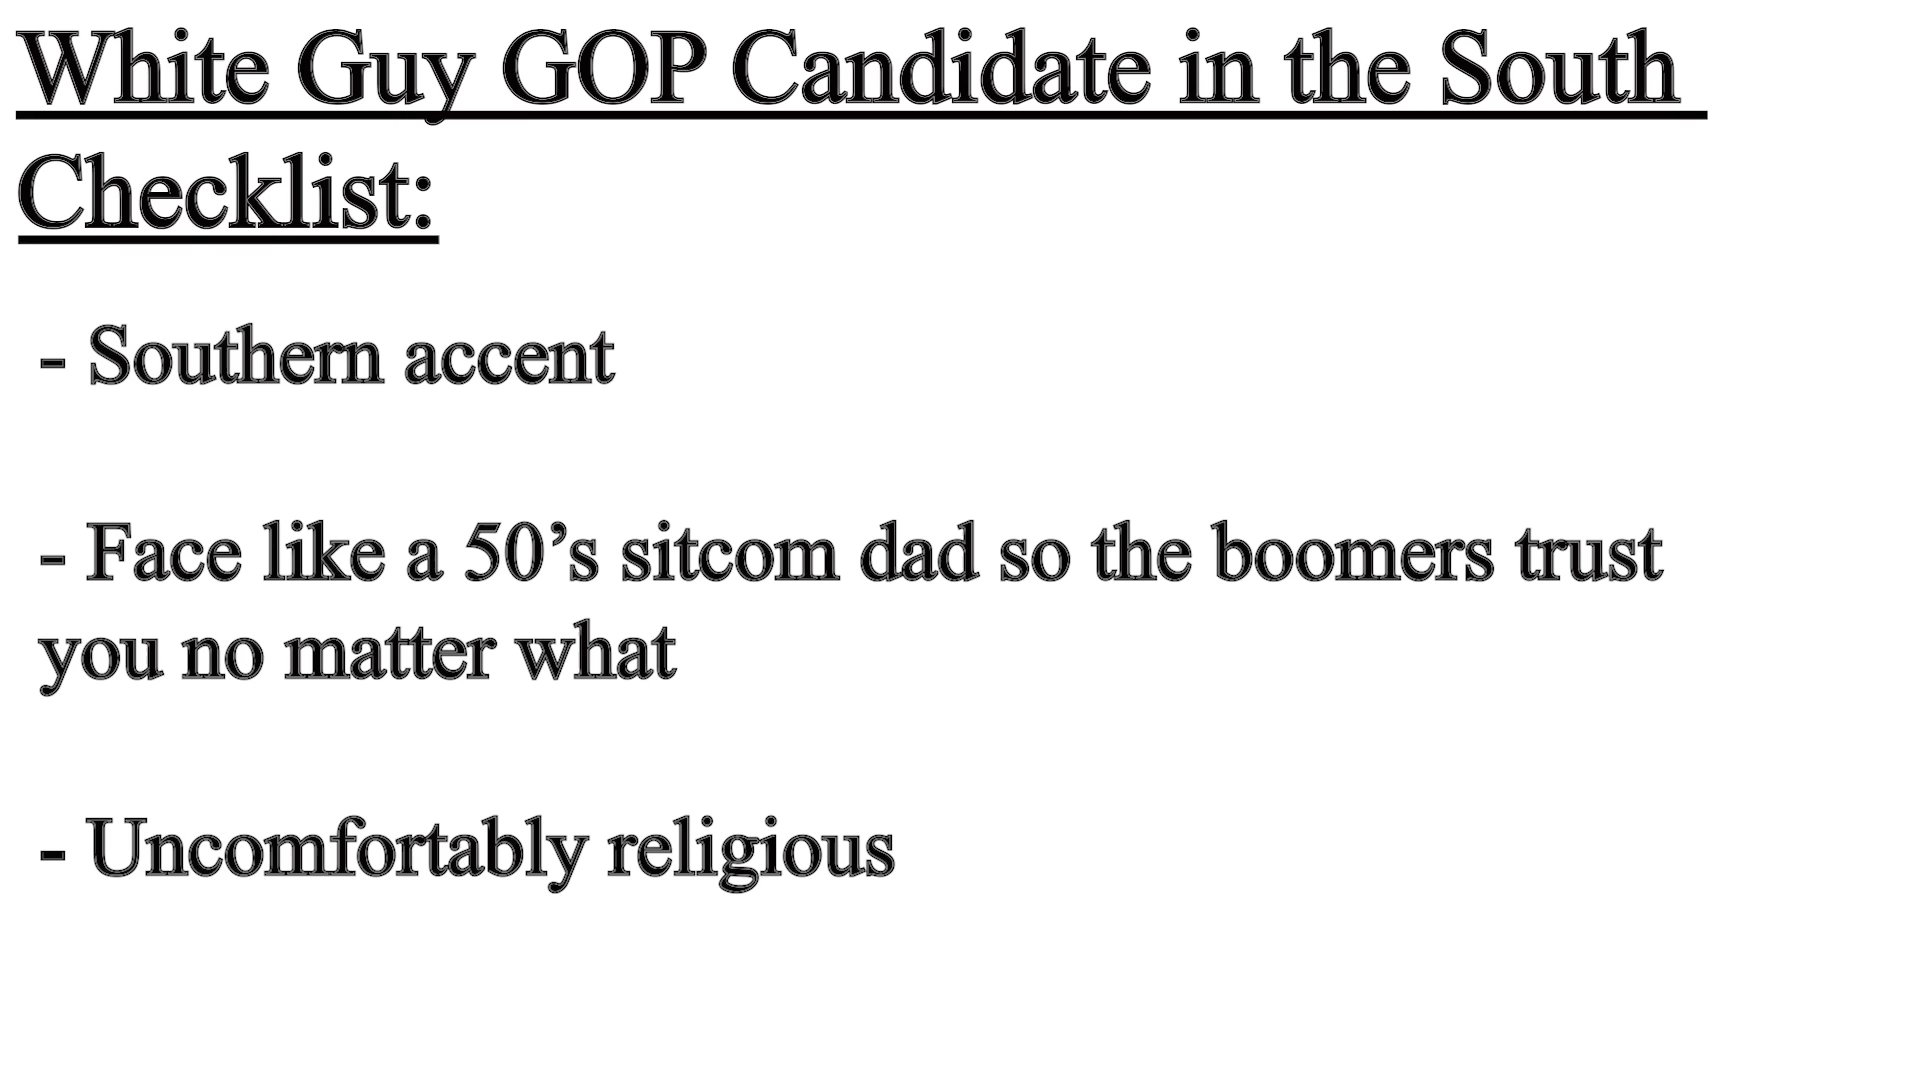 White Guy GOP Candidate in the South
Checklist:
- Southern accent
- Face like a 50’s sitcom dad so the boomers trust
you no matter what
- Uncomfortably religious